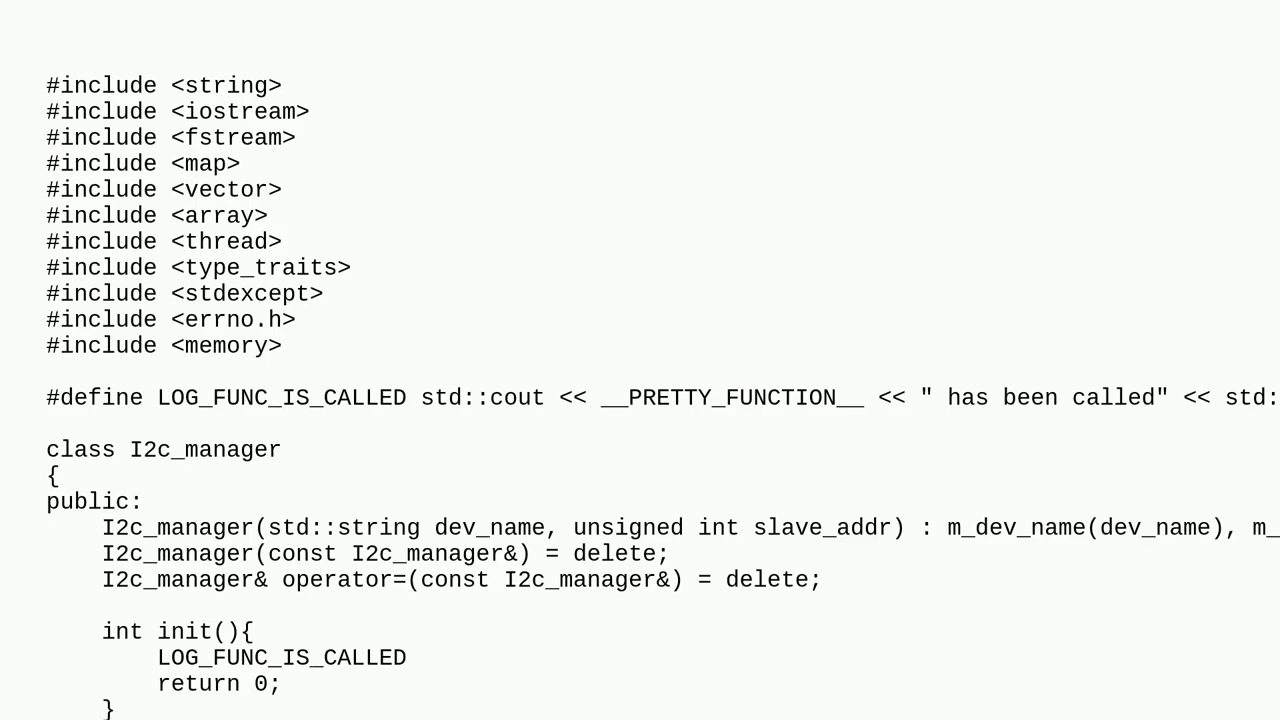 #include <string>
#include <iostream>
#include <fstream>
#include <map>
#include <vector>
#include <array>
#include <thread>
#include <type_traits>
#include <stdexcept>
#include <errno.h>
#include <memory>
#define LOG_FUNC_IS_CALLED std::cout << __PRETTY_FUNCTION__ << " has been called" << std:
class I2c_manager
{
public:
    I2c_manager(std::string dev_name, unsigned int slave_addr) : m_dev_name(dev_name), m_
    I2c_manager(const I2c_manager&) = delete;
    I2c_manager& operator=(const I2c_manager&) = delete;
    int init(){
        LOG_FUNC_IS_CALLED
        return 0;
    }